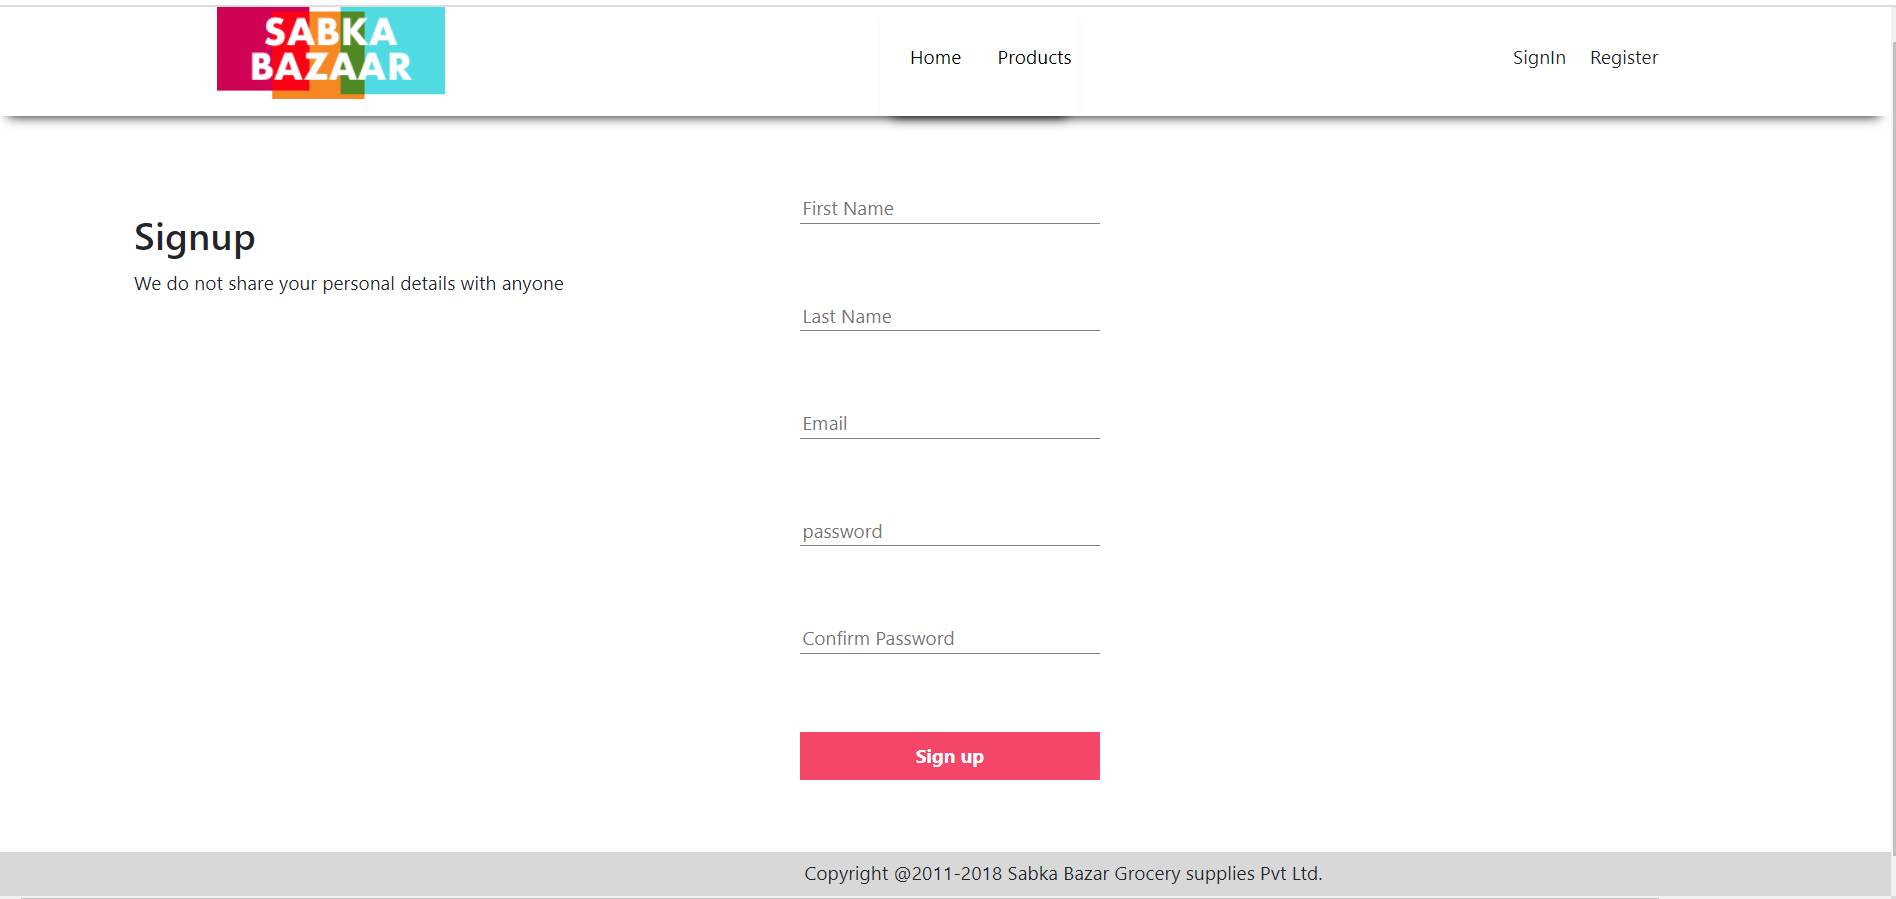 SABKA
BAZAAR
Home Products
SignIn Register
Signup
We do not share your personal details with anyone
First Name
Last Name
Email
password
Confirm Password
Sign up
Copyright @2011-2018 Sabka Bazar Grocery supplies Pvt Ltd.